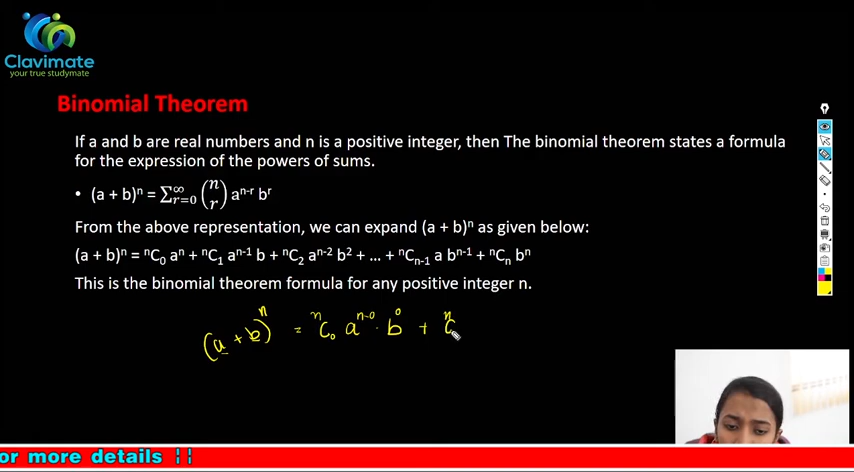 Clavimate
your true studymate
Binomial Theorem
If a and b are real numbers and n is a positive integer, then The binomial theorem states a formula
for the expression of the powers of sums.
• (a + b)ⁿ = ∑_{r=0}^{∞} (n r) aⁿ⁻ʳ bʳ
From the above representation, we can expand (a + b)ⁿ as given below:
(a + b)ⁿ = ⁿC₀ aⁿ + ⁿC₁ aⁿ⁻¹ b + ⁿC₂ aⁿ⁻² b² + ... + ⁿCₙ₋₁ a bⁿ⁻¹ + ⁿCₙ bⁿ
This is the binomial theorem formula for any positive integer n.
(a + b)ⁿ = ⁿC₀ aⁿ⁻⁰ · b⁰ + ⁿC
or more details ¦¦